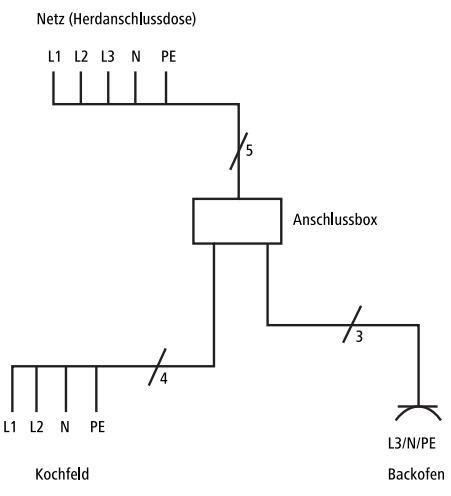 Netz (Herdanschlussdose)
L1 L2 L3 N PE
5
Anschlussbox
3
4
L1 L2 N PE
L3/N/PE
Kochfeld
Backofen